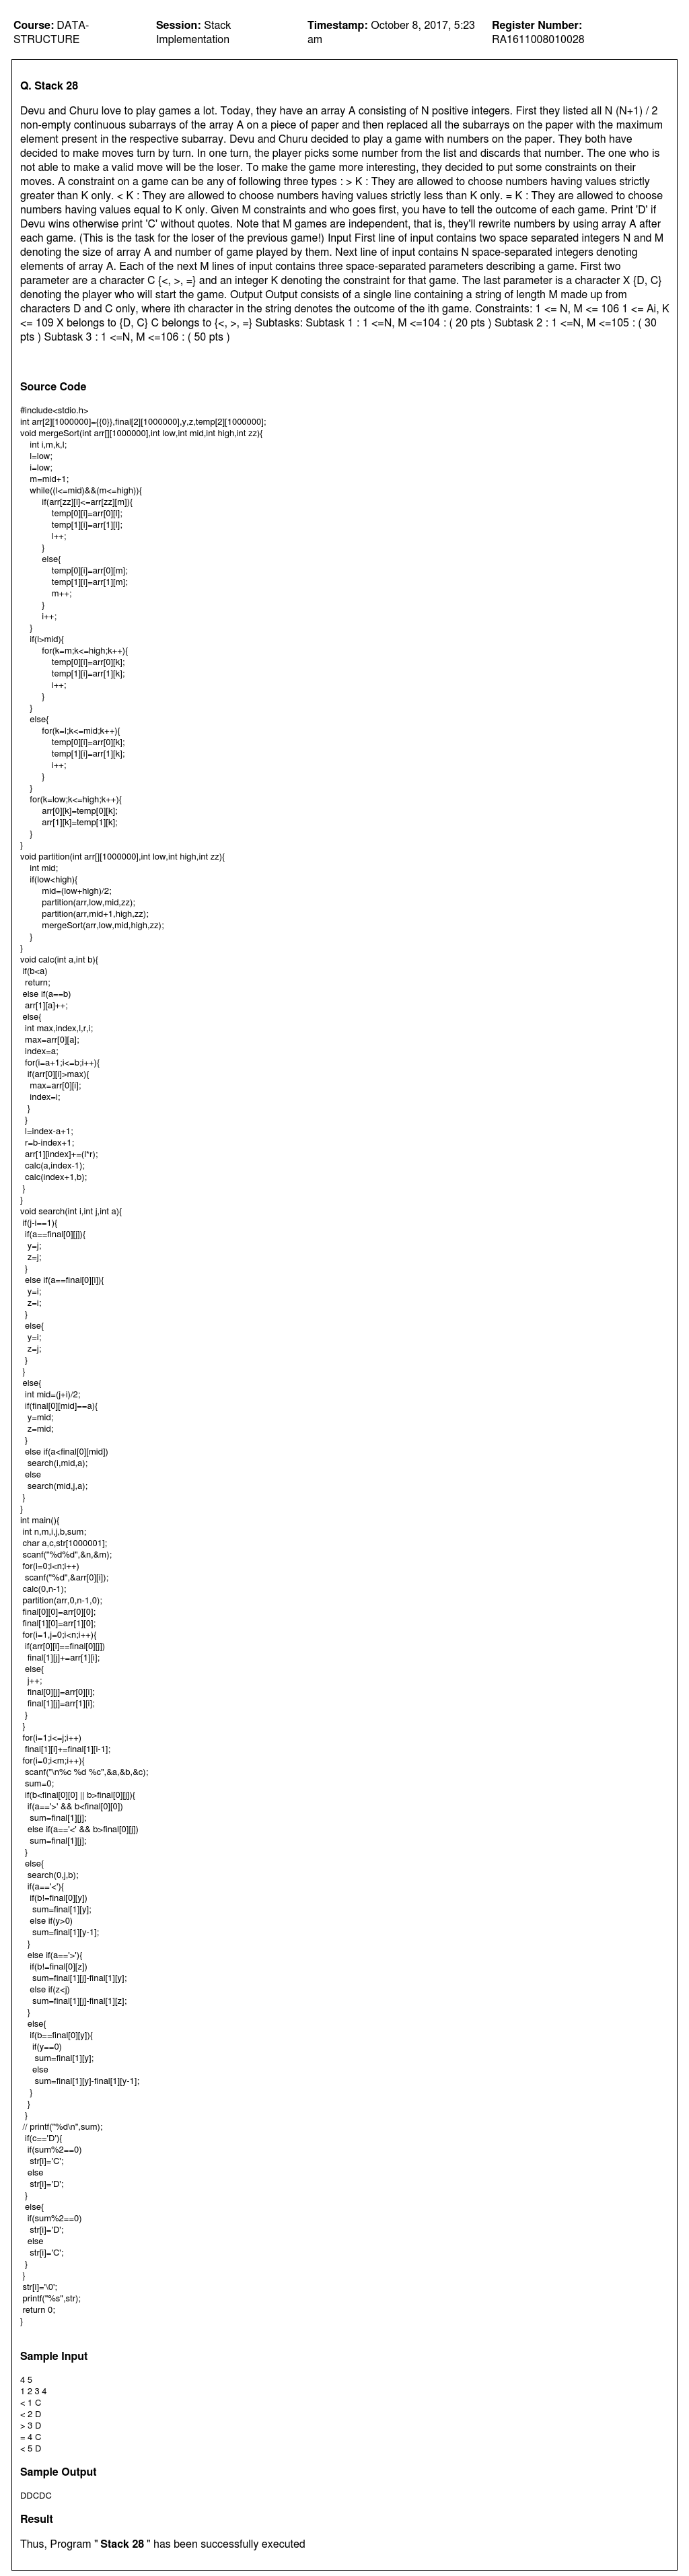 Course: DATA-STRUCTURE
Session: Stack Implementation
Timestamp: October 8, 2017, 5:23 am
Register Number: RA1611008010028
Q. Stack 28
Devu and Churu love to play games a lot. Today, they have an array A consisting of N positive integers. First they listed all N (N+1) / 2
non-empty continuous subarrays of the array A on a piece of paper and then replaced all the subarrays on the paper with the maximum
element present in the respective subarray. Devu and Churu decided to play a game with numbers on the paper. They both have
decided to make moves turn by turn. In one turn, the player picks some number from the list and discards that number. The one who is
not able to make a valid move will be the loser. To make the game more interesting, they decided to put some constraints on their
moves. A constraint on a game can be any of following three types : > K : They are allowed to choose numbers having values strictly
greater than K only. < K : They are allowed to choose numbers having values strictly less than K only. = K : They are allowed to choose
numbers having values equal to K only. Given M constraints and who goes first, you have to tell the outcome of each game. Print 'D' if
Devu wins otherwise print 'C' without quotes. Note that M games are independent, that is, they'll rewrite numbers by using array A after
each game. (This is the task for the loser of the previous game!) Input First line of input contains two space separated integers N and M
denoting the size of array A and number of game played by them. Next line of input contains N space-separated integers denoting
elements of array A. Each of the next M lines of input contains three space-separated parameters describing a game. First two
parameter are a character C {<, >, =} and an integer K denoting the constraint for that game. The last parameter is a character X {D, C}
denoting the player who will start the game. Output Output consists of a single line containing a string of length M made up from
characters D and C only, where ith character in the string denotes the outcome of the ith game. Constraints: 1 <= N, M <= 106 1 <= Ai, K
<= 109 X belongs to {D, C} C belongs to {<, >, =} Subtasks: Subtask 1 : 1 <=N, M <=104 : ( 20 pts ) Subtask 2 : 1 <=N, M <=105 : ( 30
pts ) Subtask 3 : 1 <=N, M <=106 : ( 50 pts )
Source Code
#include<stdio.h>
int arr[2][1000000]={{0}},final[2][1000000],y,z,temp[2][1000000];
void mergeSort(int arr[][1000000],int low,int mid,int high,int zz){
int i,m,k,l;
l=low;
i=low;
m=mid+1;
while((l<=mid)&&(m<=high)){
if(arr[zz][l]<=arr[zz][m]){
temp[0][i]=arr[0][l];
temp[1][i]=arr[1][l];
l++;
}
else{
temp[0][i]=arr[0][m];
temp[1][i]=arr[1][m];
m++;
}
i++;
}
if(l>mid){
for(k=m;k<=high;k++){
temp[0][i]=arr[0][k];
temp[1][i]=arr[1][k];
i++;
}
}
else{
for(k=l;k<=mid;k++){
temp[0][i]=arr[0][k];
temp[1][i]=arr[1][k];
i++;
}
}
for(k=low;k<=high;k++){
arr[0][k]=temp[0][k];
arr[1][k]=temp[1][k];
}
}
void partition(int arr[][1000000],int low,int high,int zz){
int mid;
if(low<high){
mid=(low+high)/2;
partition(arr,low,mid,zz);
partition(arr,mid+1,high,zz);
mergeSort(arr,low,mid,high,zz);
}
}
void calc(int a,int b){
if(b<a)
return;
else if(a==b)
arr[1][a]++;
else{
int max,index,l,r,i;
max=arr[0][a];
index=a;
for(i=a+1;i<=b;i++){
if(arr[0][i]>max){
max=arr[0][i];
index=i;
}
}
l=index-a+1;
r=b-index+1;
arr[1][index]+=(l*r);
calc(a,index-1);
calc(index+1,b);
}
}
void search(int i,int j,int a){
if(j-i==1){
if(a==final[0][j]){
y=j;
z=j;
}
else if(a==final[0][i]){
y=i;
z=i;
}
else{
y=i;
z=j;
}
}
else{
int mid=(j+i)/2;
if(final[0][mid]==a){
y=mid;
z=mid;
}
else if(a<final[0][mid])
search(i,mid,a);
else
search(mid,j,a);
}
}
int main(){
int n,m,i,j,b,sum;
char a,c,str[1000001];
scanf("%d%d",&n,&m);
for(i=0;i<n;i++)
scanf("%d",&arr[0][i]);
calc(0,n-1);
partition(arr,0,n-1,0);
final[0][0]=arr[0][0];
final[1][0]=arr[1][0];
for(i=1,j=0;i<n;i++){
if(arr[0][i]==final[0][j])
final[1][j]+=arr[1][i];
else{
j++;
final[0][j]=arr[0][i];
final[1][j]=arr[1][i];
}
}
for(i=1;i<=j;i++)
final[1][i]+=final[1][i-1];
for(i=0;i<m;i++){
scanf("\n%c %d %c",&a,&b,&c);
sum=0;
if(b<final[0][0] || b>final[0][j]){
if(a=='>' && b<final[0][0])
sum=final[1][j];
else if(a=='<' && b>final[0][j])
sum=final[1][j];
}
else{
search(0,j,b);
if(a=='<'){
if(b!=final[0][y])
sum=final[1][y];
else if(y>0)
sum=final[1][y-1];
}
else if(a=='>'){
if(b!=final[0][z])
sum=final[1][j]-final[1][y];
else if(z<j)
sum=final[1][j]-final[1][z];
}
else{
if(b==final[0][y]){
if(y==0)
sum=final[1][y];
else
sum=final[1][y]-final[1][y-1];
}
}
}
// printf("%d\n",sum);
if(c=='D'){
if(sum%2==0)
str[i]='C';
else
str[i]='D';
}
else{
if(sum%2==0)
str[i]='D';
else
str[i]='C';
}
}
str[i]='\0';
printf("%s",str);
return 0;
}
Sample Input
4 5
1 2 3 4
< 1 C
< 2 D
> 3 D
= 4 C
< 5 D
Sample Output
DDCDC
Result
Thus, Program " Stack 28 " has been successfully executed